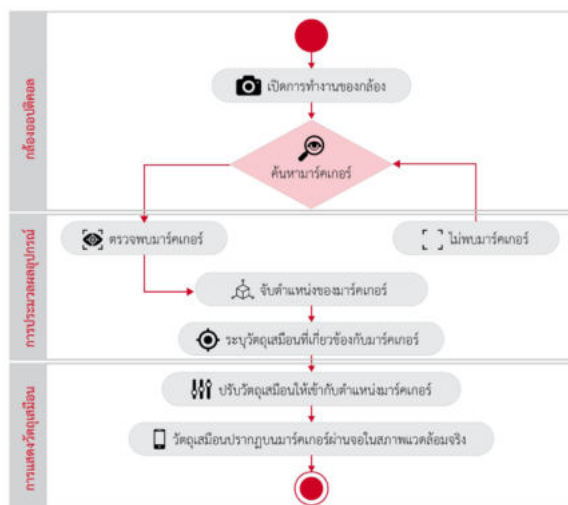 กล้องออปติคอล
เปิดการทำงานของกล้อง
ค้นหามาร์คเกอร์
การประมวลผลอุปกรณ์
ตรวจพบมาร์คเกอร์
ไม่พบมาร์คเกอร์
จับตำแหน่งของมาร์คเกอร์
ระบุวัตถุเสมือนที่เกี่ยวข้องกับมาร์คเกอร์
การแสดงวัตถุเสมือน
ปรับวัตถุเสมือนให้เข้ากับตำแหน่งมาร์คเกอร์
วัตถุเสมือนปรากฏบนมาร์คเกอร์ผ่านจอในสภาพแวดล้อมจริง